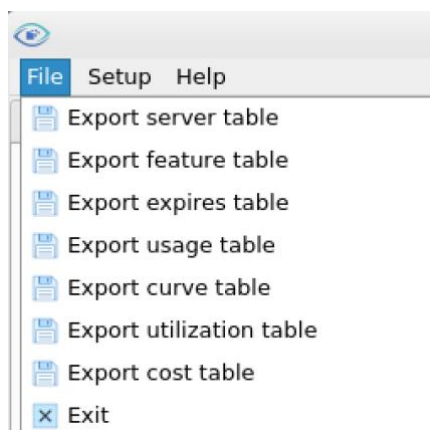 File Setup Help
Export server table
Export feature table
Export expires table
Export usage table
Export curve table
Export utilization table
Export cost table
Exit